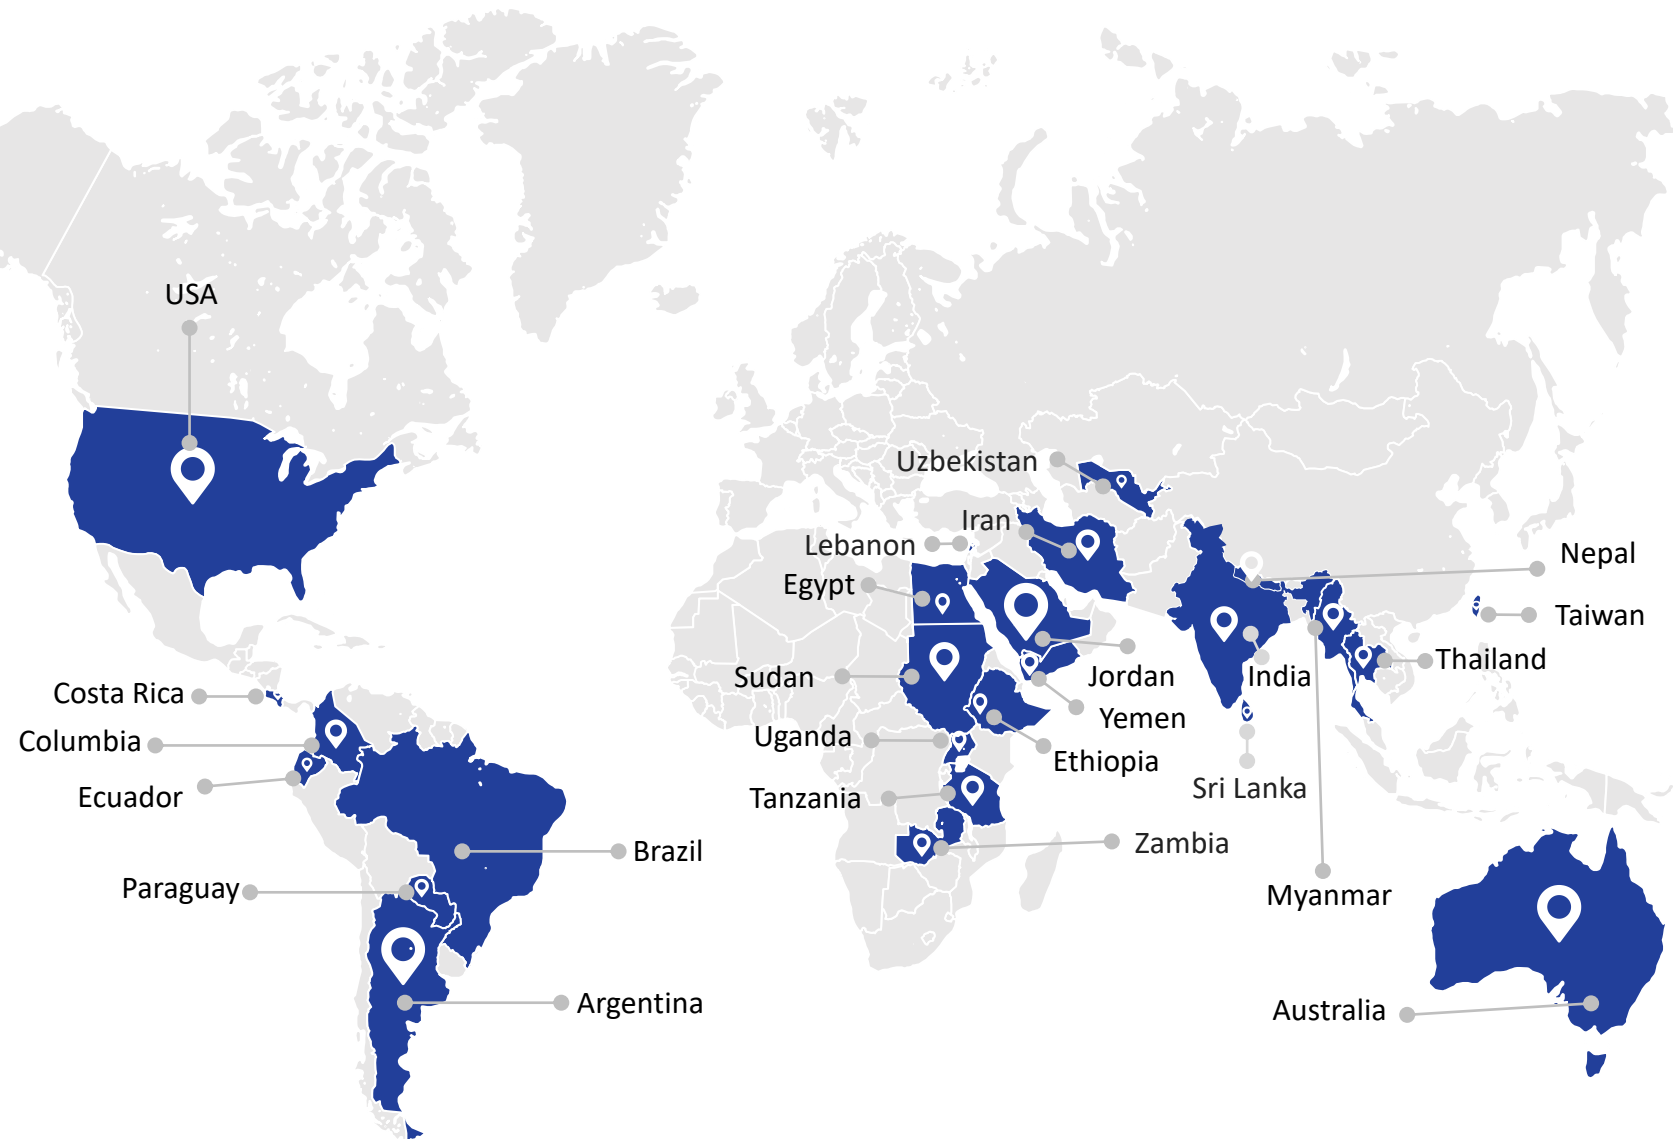 USA
Uzbekistan
Iran
Lebanon
Nepal
Egypt
Taiwan
Thailand
Sudan
Jordan
India
Costa Rica
Yemen
Columbia
Uganda
Ethiopia
Ecuador
Tanzania
Sri Lanka
Zambia
Brazil
Paraguay
Myanmar
Argentina
Australia